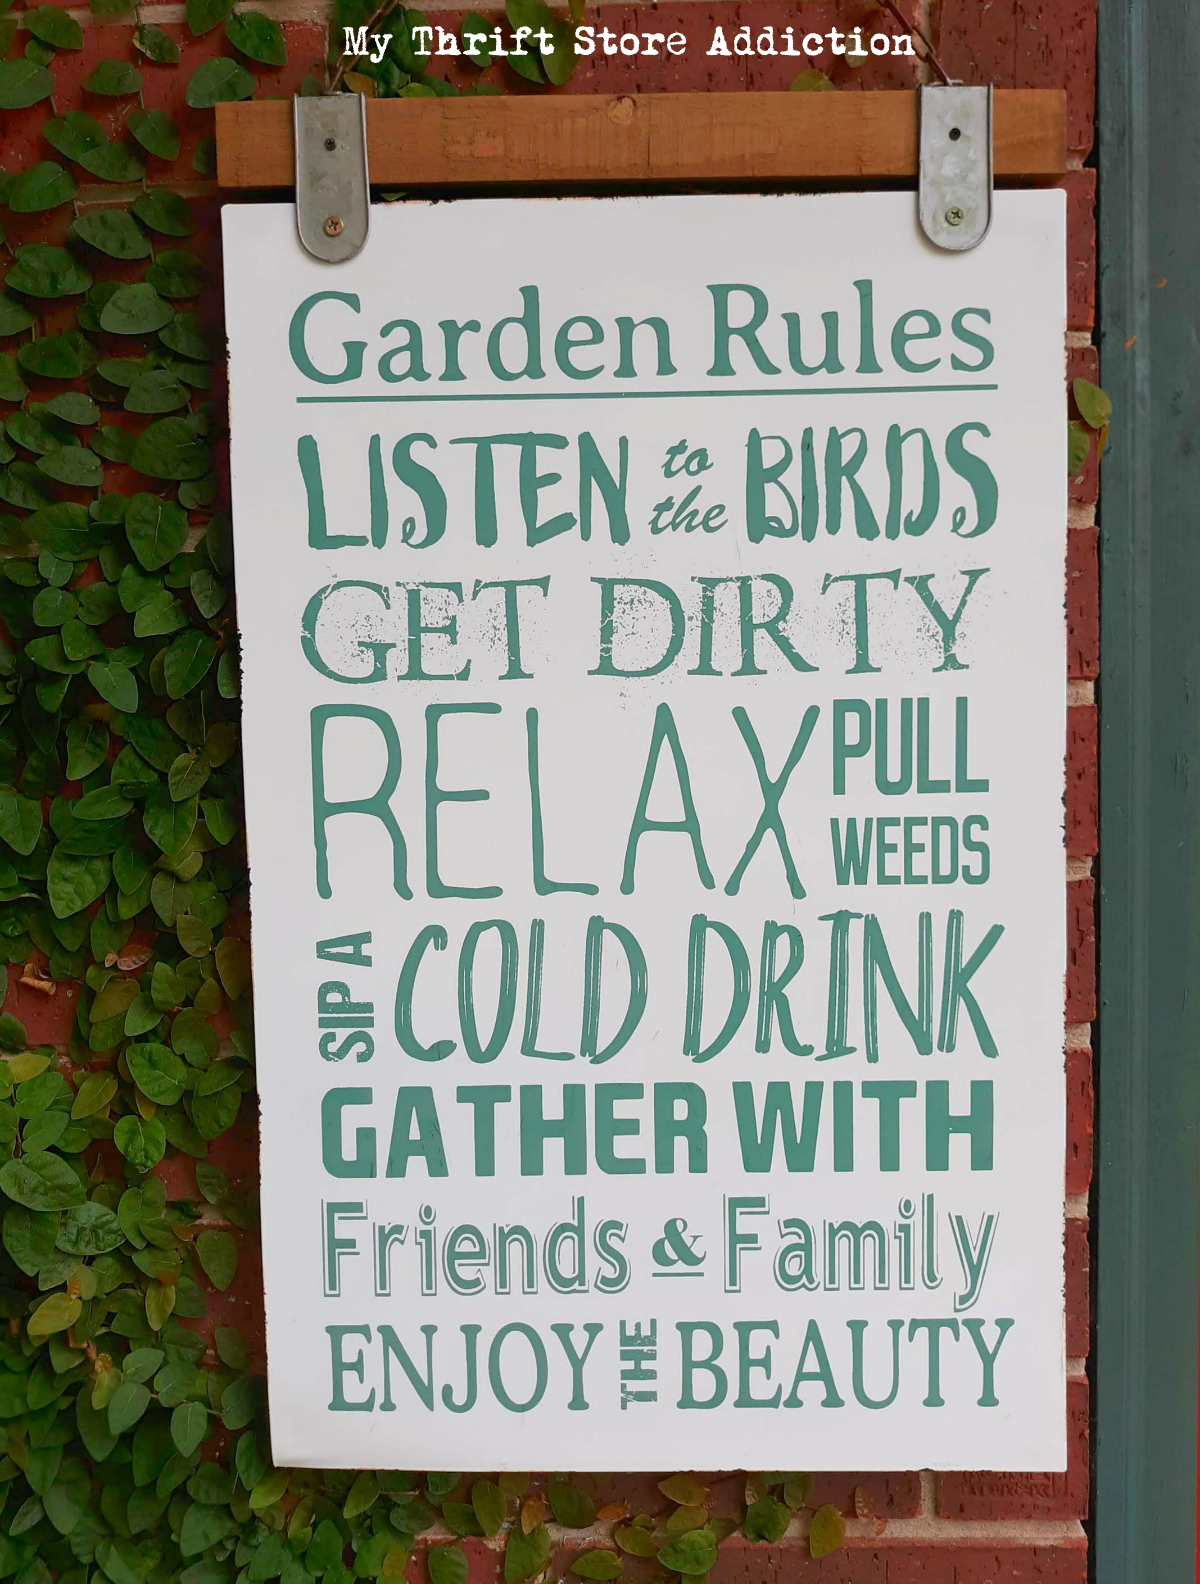 My Thrift Store Addiction
Garden Rules
LISTEN to the BIRDS
GET DIRTY
RELAX PULL WEEDS
SIP A COLD DRINK
GATHER WITH
Friends & Family
ENJOY THE BEAUTY